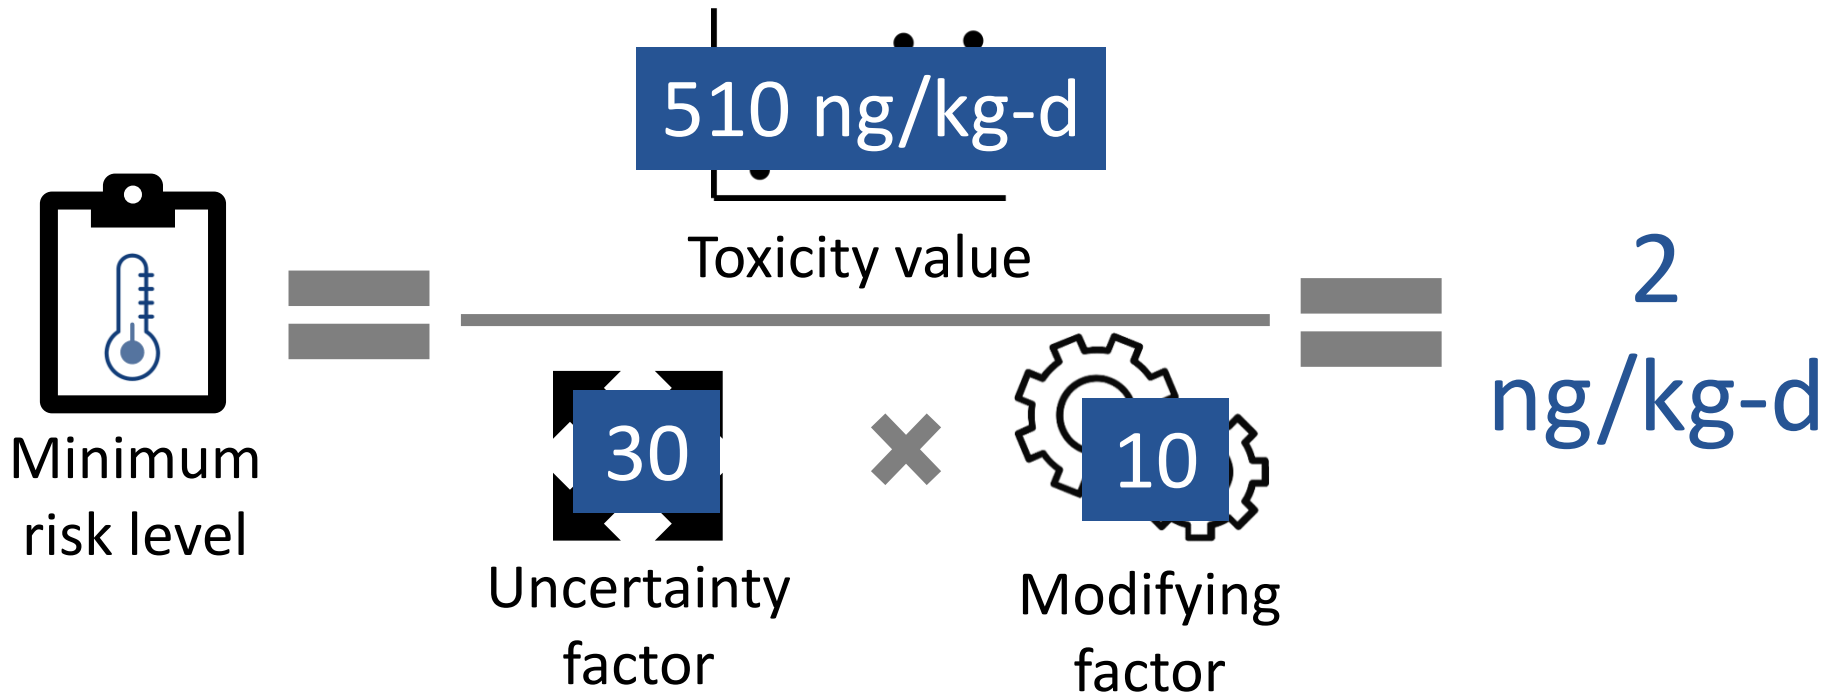 510 ng/kg-d
Toxicity value
Minimum
risk level
30
10
Uncertainty
factor
Modifying
factor
2
ng/kg-d